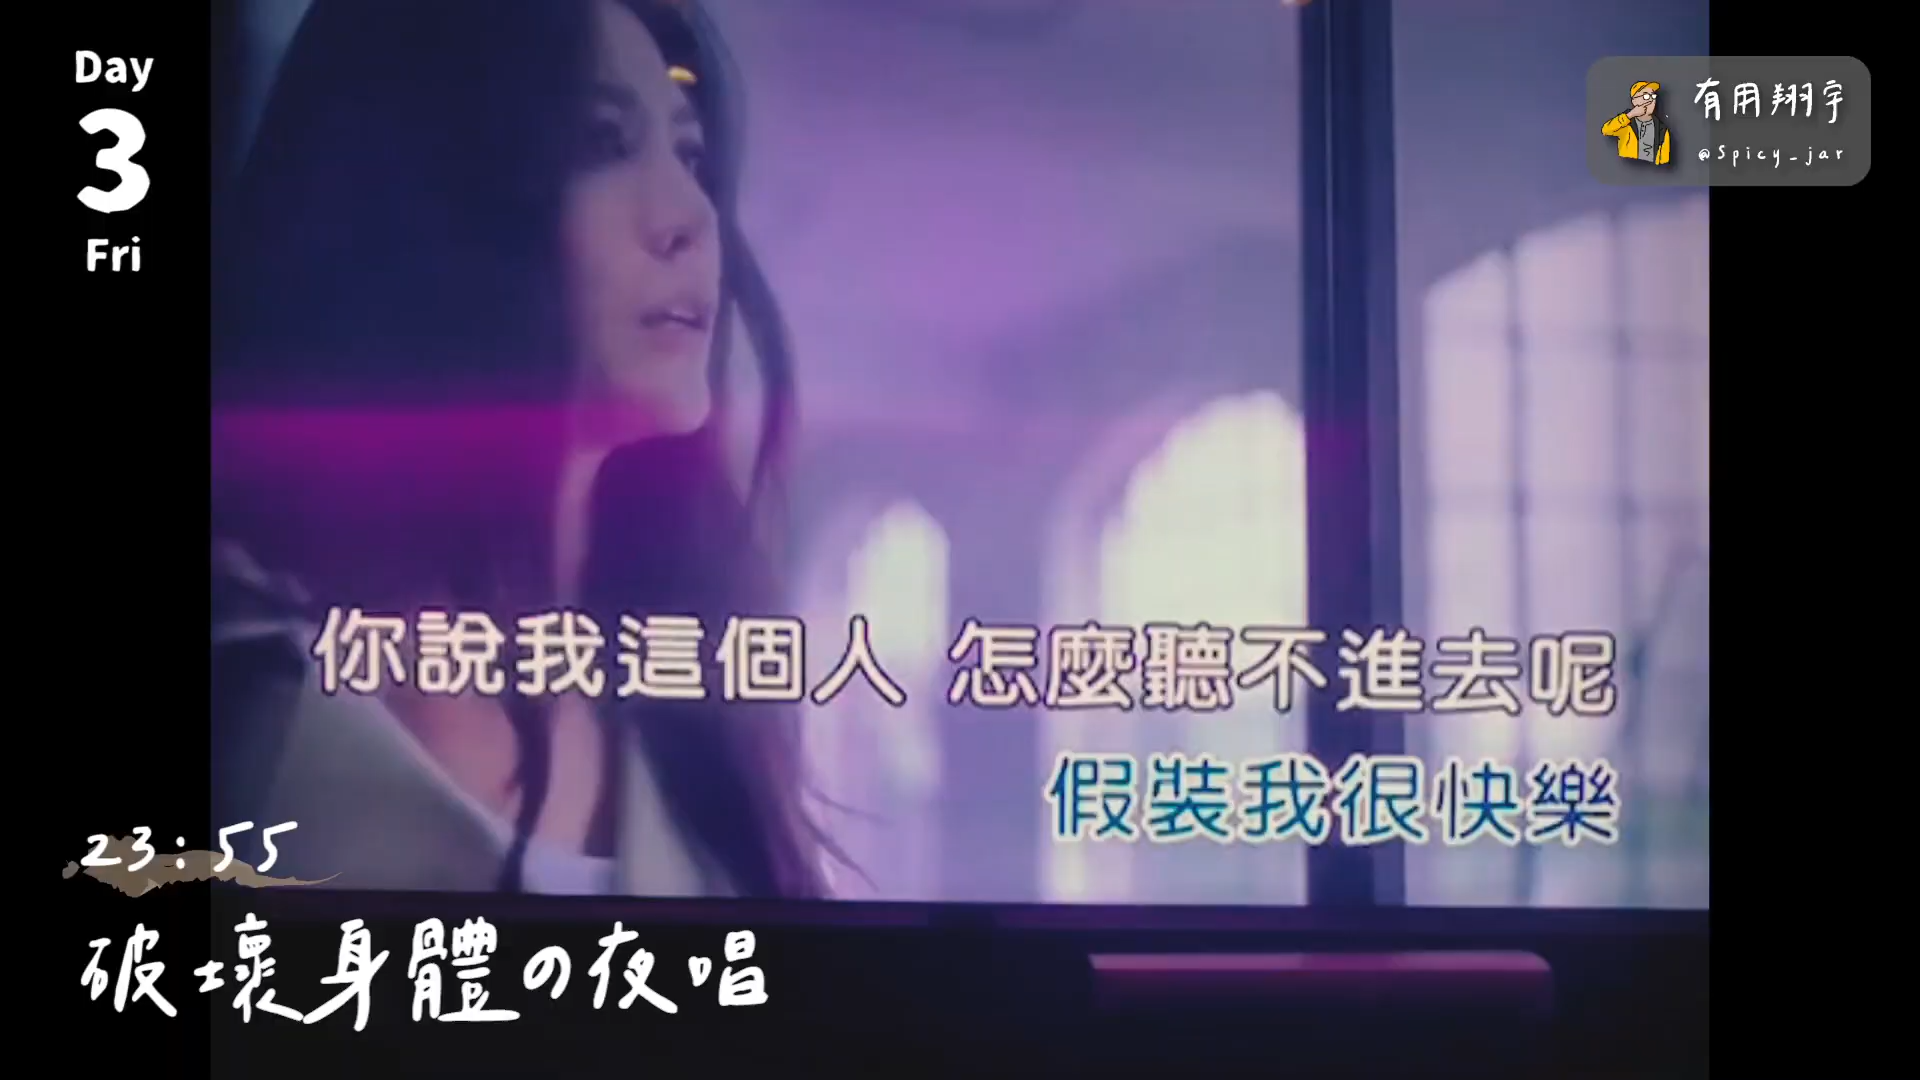 Day
3
Fri
有用翔宇
@Spicy_jar
你說我這個人 怎麼聽不進去呢
假裝我很快樂
23:55
破壞身體の夜唱